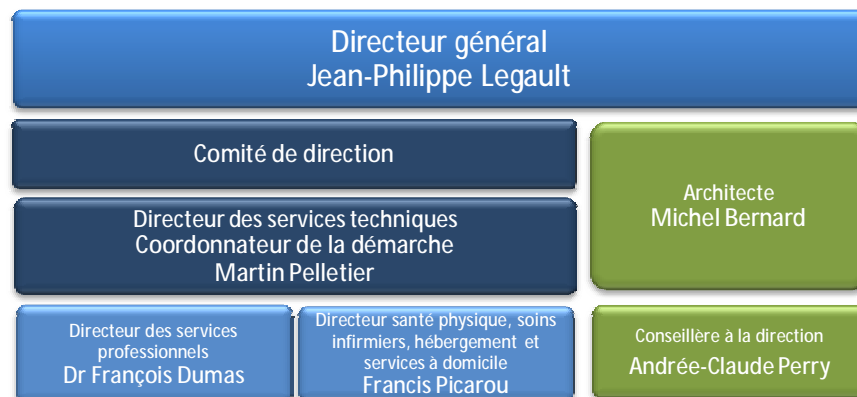 Directeur général
Jean-Philippe Legault
Comité de direction
Directeur des services techniques
Coordonnateur de la démarche
Martin Pelletier
Architecte
Michel Bernard
Directeur des services
professionnels
Dr François Dumas
Directeur santé physique, soins
infirmiers, hébergement et
services à domicile
Francis Picarou
Conseillère à la direction
Andrée-Claude Perry